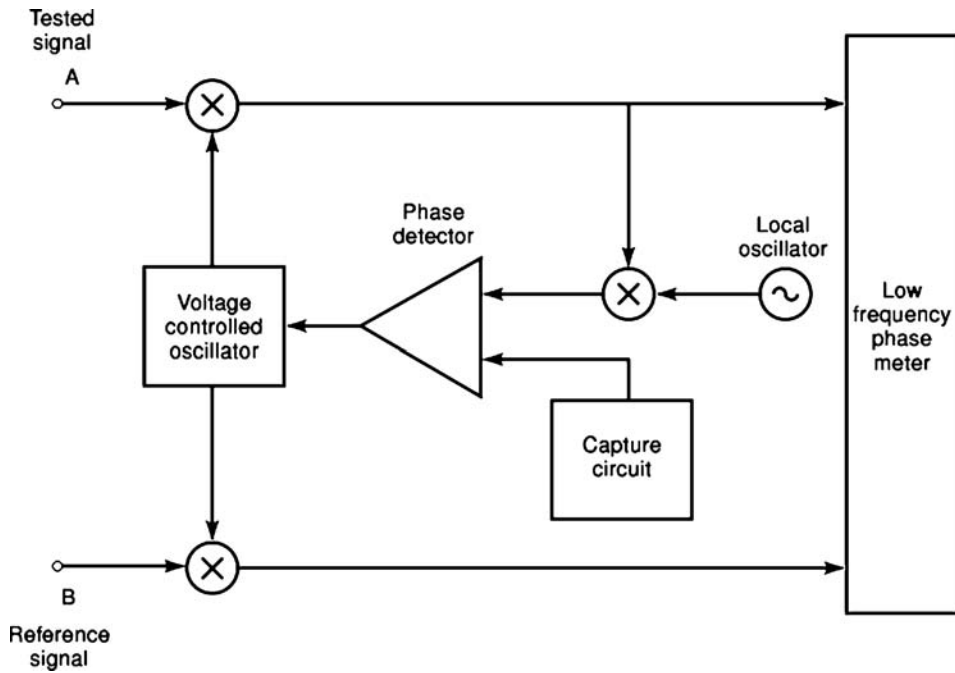 Tested
signal
A
Phase
detector
Local
oscillator
Voltage
controlled
oscillator
Low
frequency
phase
meter
Capture
circuit
B
Reference
signal